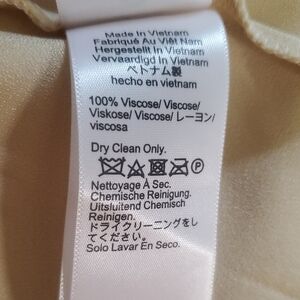 Made In Vietnam
Fabriqué Au Viêt Nam
Hergestellt In Vietnam
Vervaardigd In Vietnam
ベトナム製
hecho en vietnam
100% Viscose/ Viscose/
Viskose/ Viscose/ レーヨン/
viscosa
Dry Clean Only.
P
Nettoyage À Sec.
Chemische Reinigung.
Uitsluitend Chemisch
Reinigen.
ドライクリーニングをし
てください。
Solo Lavar En Seco.